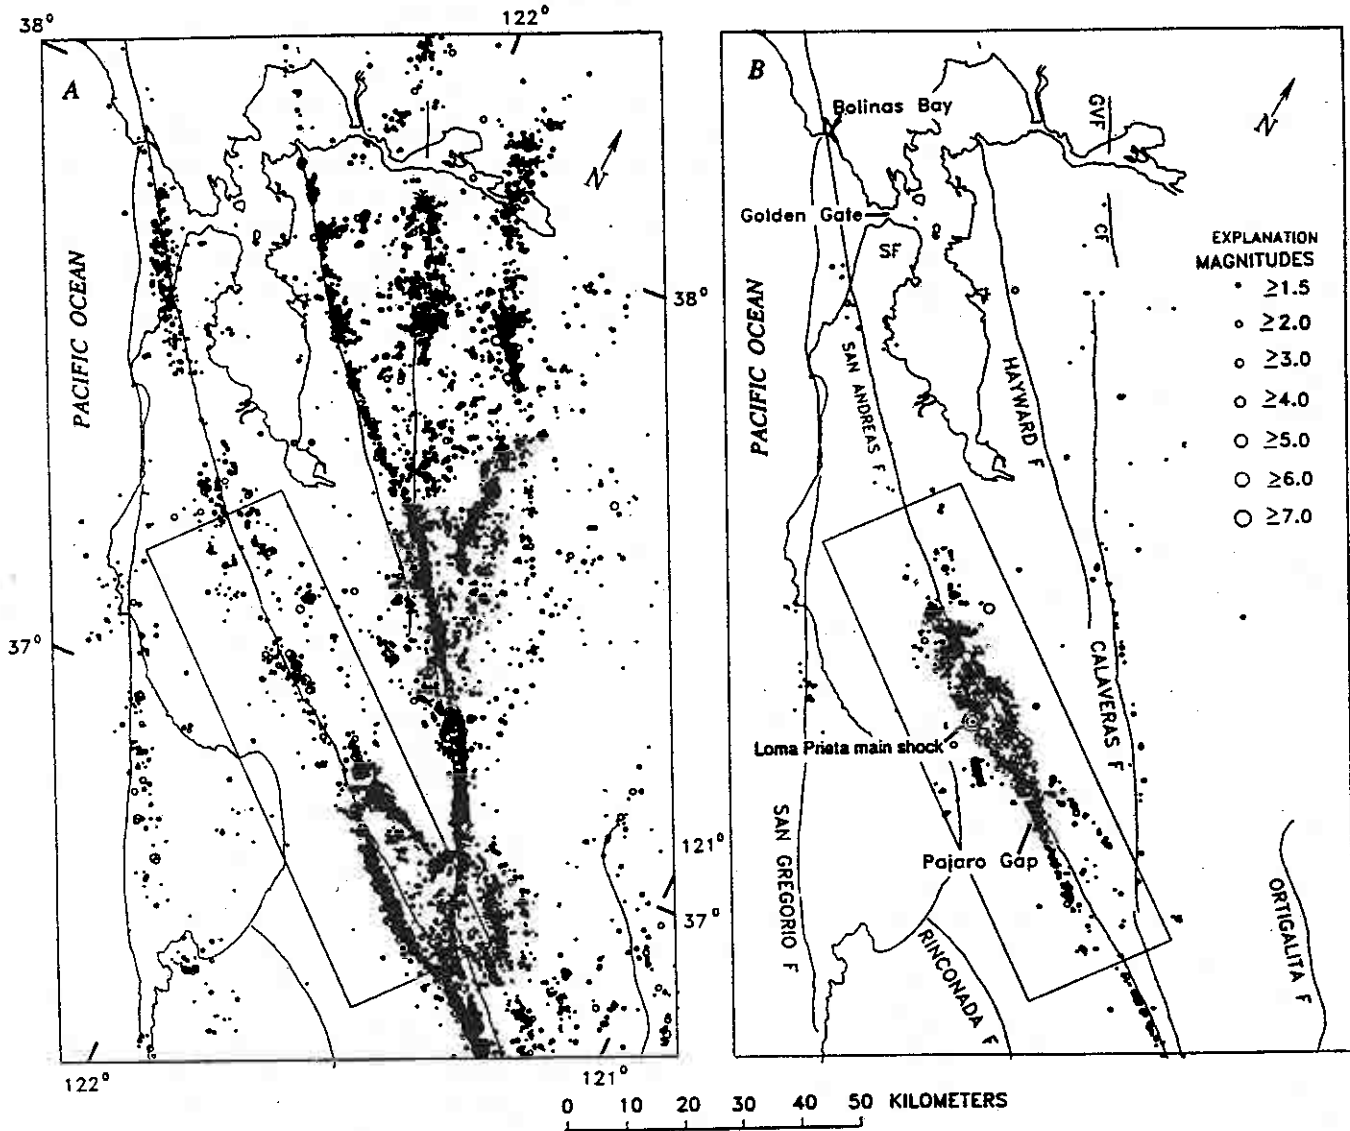 38°
122°
A
N
PACIFIC OCEAN
38°
37°
121°
37°
122°
121°
B
Bolinas Bay
GVF
N
Golden Gate
SF
CF
EXPLANATION
MAGNITUDES
≥1.5
≥2.0
≥3.0
≥4.0
≥5.0
≥6.0
≥7.0
PACIFIC OCEAN
SAN ANDREAS F.
HAYWARD F
CALAVERAS F
Loma Prieta main shock
Pajaro Gap
SAN GREGORIO F
RINCONADA F
ORTIGALITA F
0 10 20 30 40 50 KILOMETERS